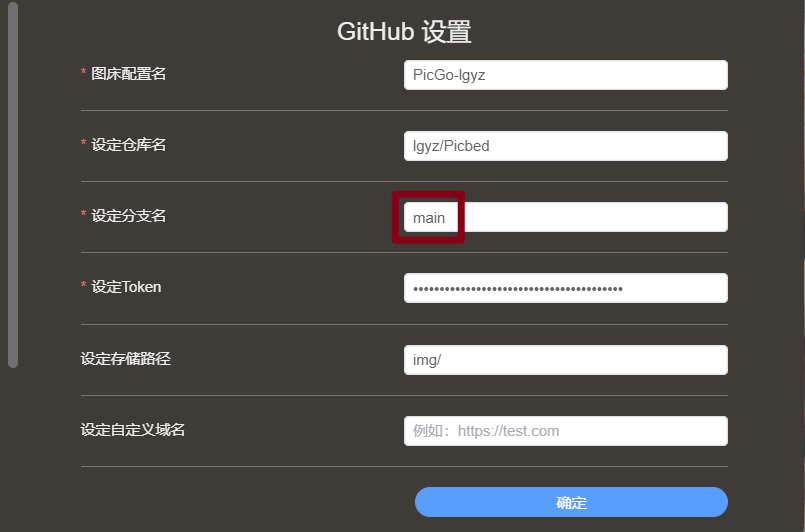 GitHub 设置
* 图床配置名 PicGo-lgyz
* 设定仓库名 lgyz/Picbed
* 设定分支名 main
* 设定Token ••••••••••••••••••••••••••••••••••••••••
设定存储路径 img/
设定自定义域名 例如：https://test.com
确定